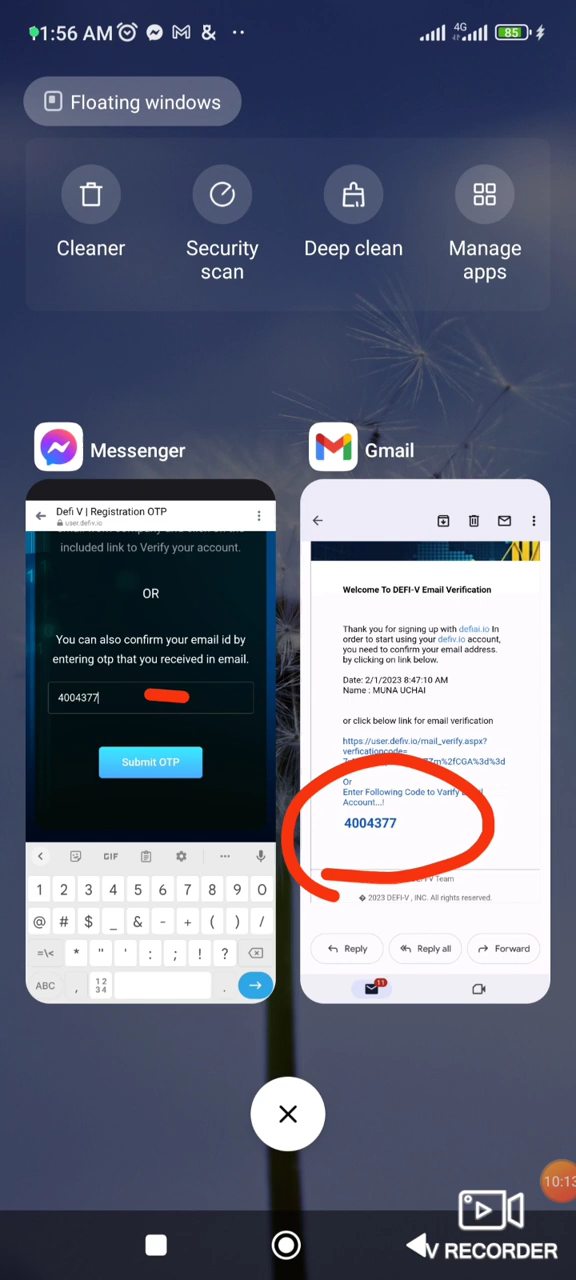 1:56 AM
4G
85
Floating windows
Cleaner
Security scan
Deep clean
Manage apps
Messenger
Defi V | Registration OTP
user.defiv.io
included link to Verify your account.
OR
You can also confirm your email id by
entering otp that you received in email.
4004377
Submit OTP
GIF
1 2 3 4 5 6 7 8 9 0
@ # $ _ & - + ( ) /
=\< * " ' : ; ! ?
ABC , 12 34 .
Gmail
Welcome To DEFI-V Email Verification
Thank you for signing up with defiai.io In
order to start using your defiv.io account,
you need to confirm your email address.
by clicking on link below.
Date: 2/1/2023 8:47:10 AM
Name : MUNA UCHAI
or click below link for email verification
https://user.defiv.io/mail_verify.aspx?
verficationcode=
Or
Enter Following Code to Varify
Account...!
4004377
Team
2023 DEFI-V , INC. All rights reserved.
Reply
Reply all
Forward
11
10:13
V RECORDER